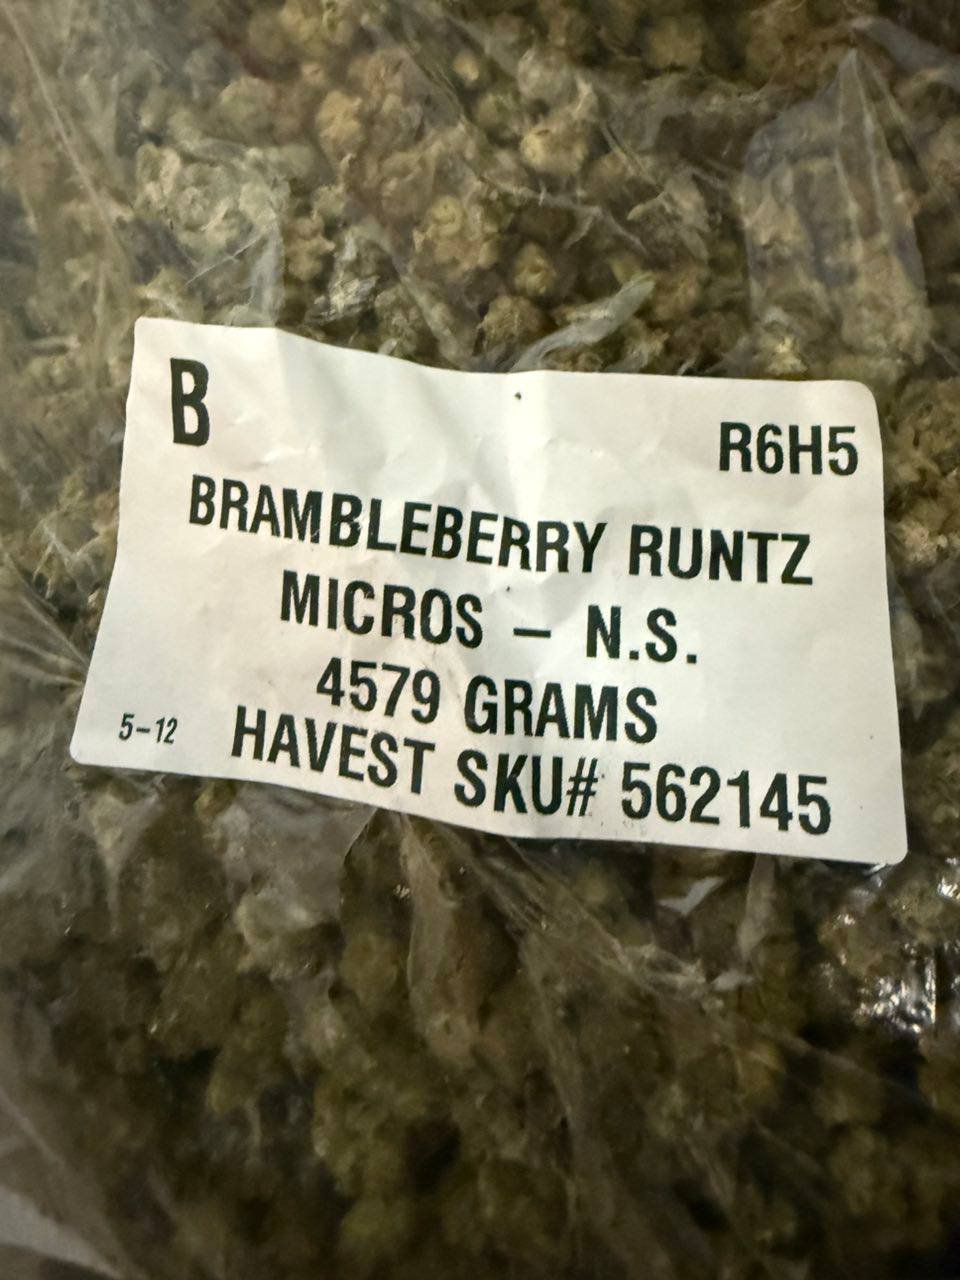 B
R6H5
BRAMBLEBERRY RUNTZ
MICROS – N.S.
4579 GRAMS
5-12
HAVEST SKU# 562145